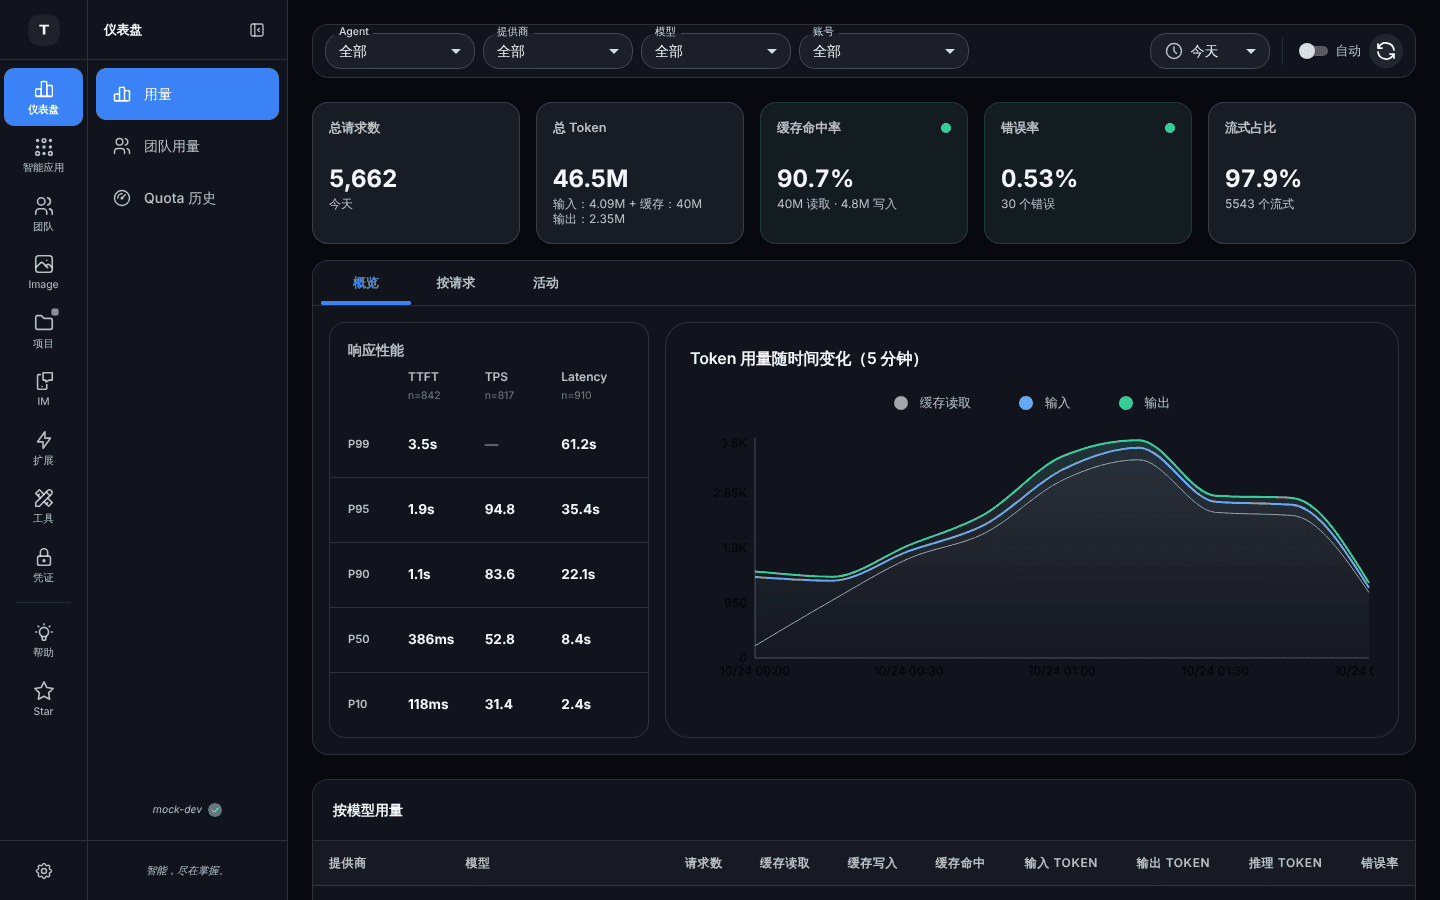 T
仪表盘
智能应用
团队
Image
项目
IM
扩展
工具
凭证
帮助
Star
仪表盘
用量
团队用量
Quota 历史
mock-dev
智能，尽在掌握。
Agent
全部
提供商
全部
模型
全部
账号
全部
今天
自动
总请求数
5,662
今天
总 Token
46.5M
输入：4.09M + 缓存：40M
输出：2.35M
缓存命中率
90.7%
40M 读取 · 4.8M 写入
错误率
0.53%
30 个错误
流式占比
97.9%
5543 个流式
概览
按请求
活动
响应性能
TTFT TPS Latency
n=842 n=817 n=910
P99 3.5s — 61.2s
P95 1.9s 94.8 35.4s
P90 1.1s 83.6 22.1s
P50 386ms 52.8 8.4s
P10 118ms 31.4 2.4s
Token 用量随时间变化（5 分钟）
缓存读取 输入 输出
3.8K
2.85K
1.9K
950
0
10/24 00:00 10/24 00:30 10/24 01:00 10/24 01:30 10/24
按模型用量
提供商 模型 请求数 缓存读取 缓存写入 缓存命中 输入 TOKEN 输出 TOKEN 推理 TOKEN 错误率